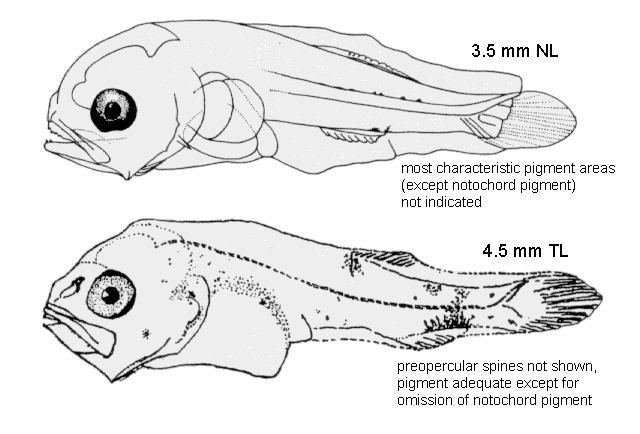 3.5 mm NL
most characteristic pigment areas
(except notochord pigment)
not indicated
4.5 mm TL
preopercular spines not shown,
pigment adequate except for
omission of notochord pigment